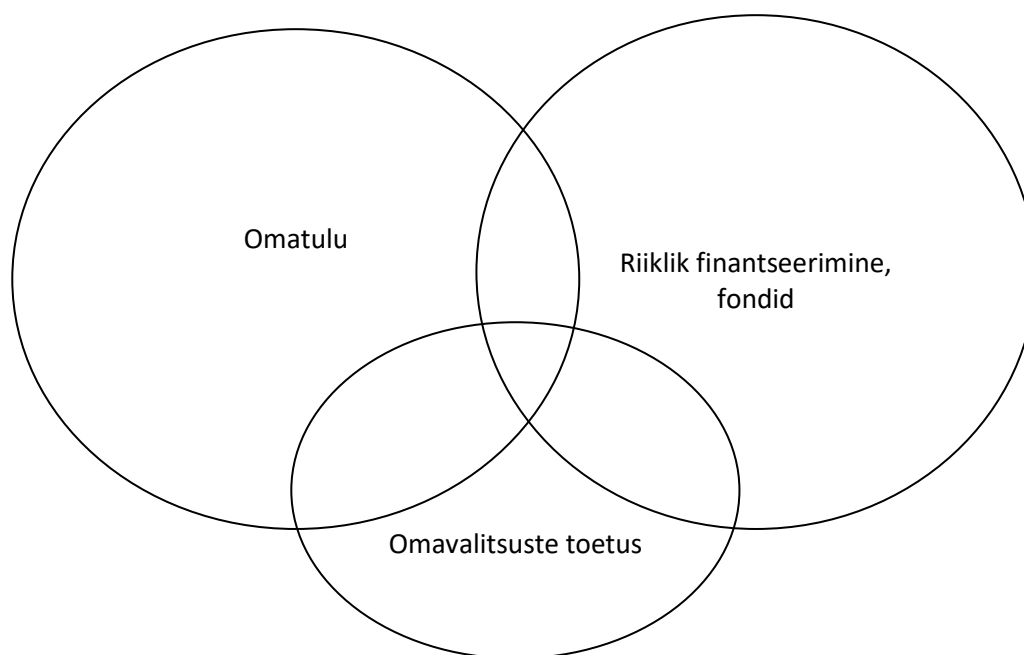 Omatulu
Riiklik finantseerimine,
fondid
Omavalitsuste toetus